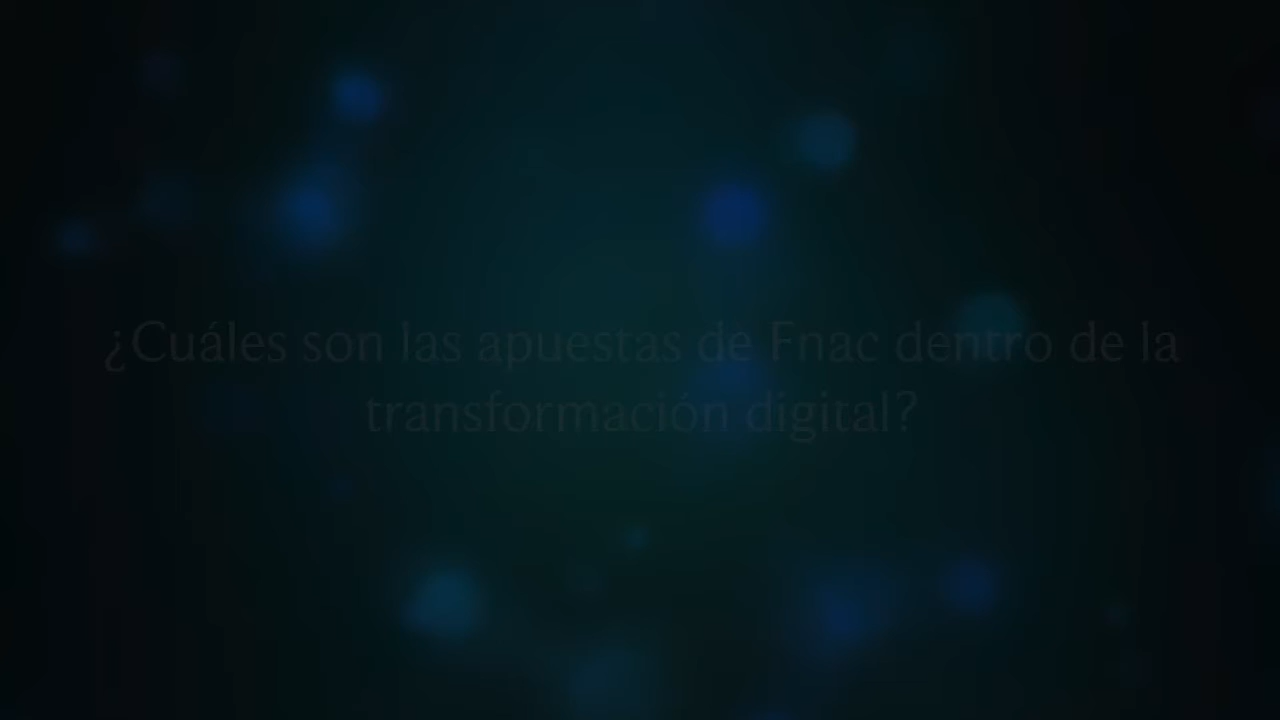 ¿Cuáles son las apuestas de Fnac dentro de la
transformación digital?